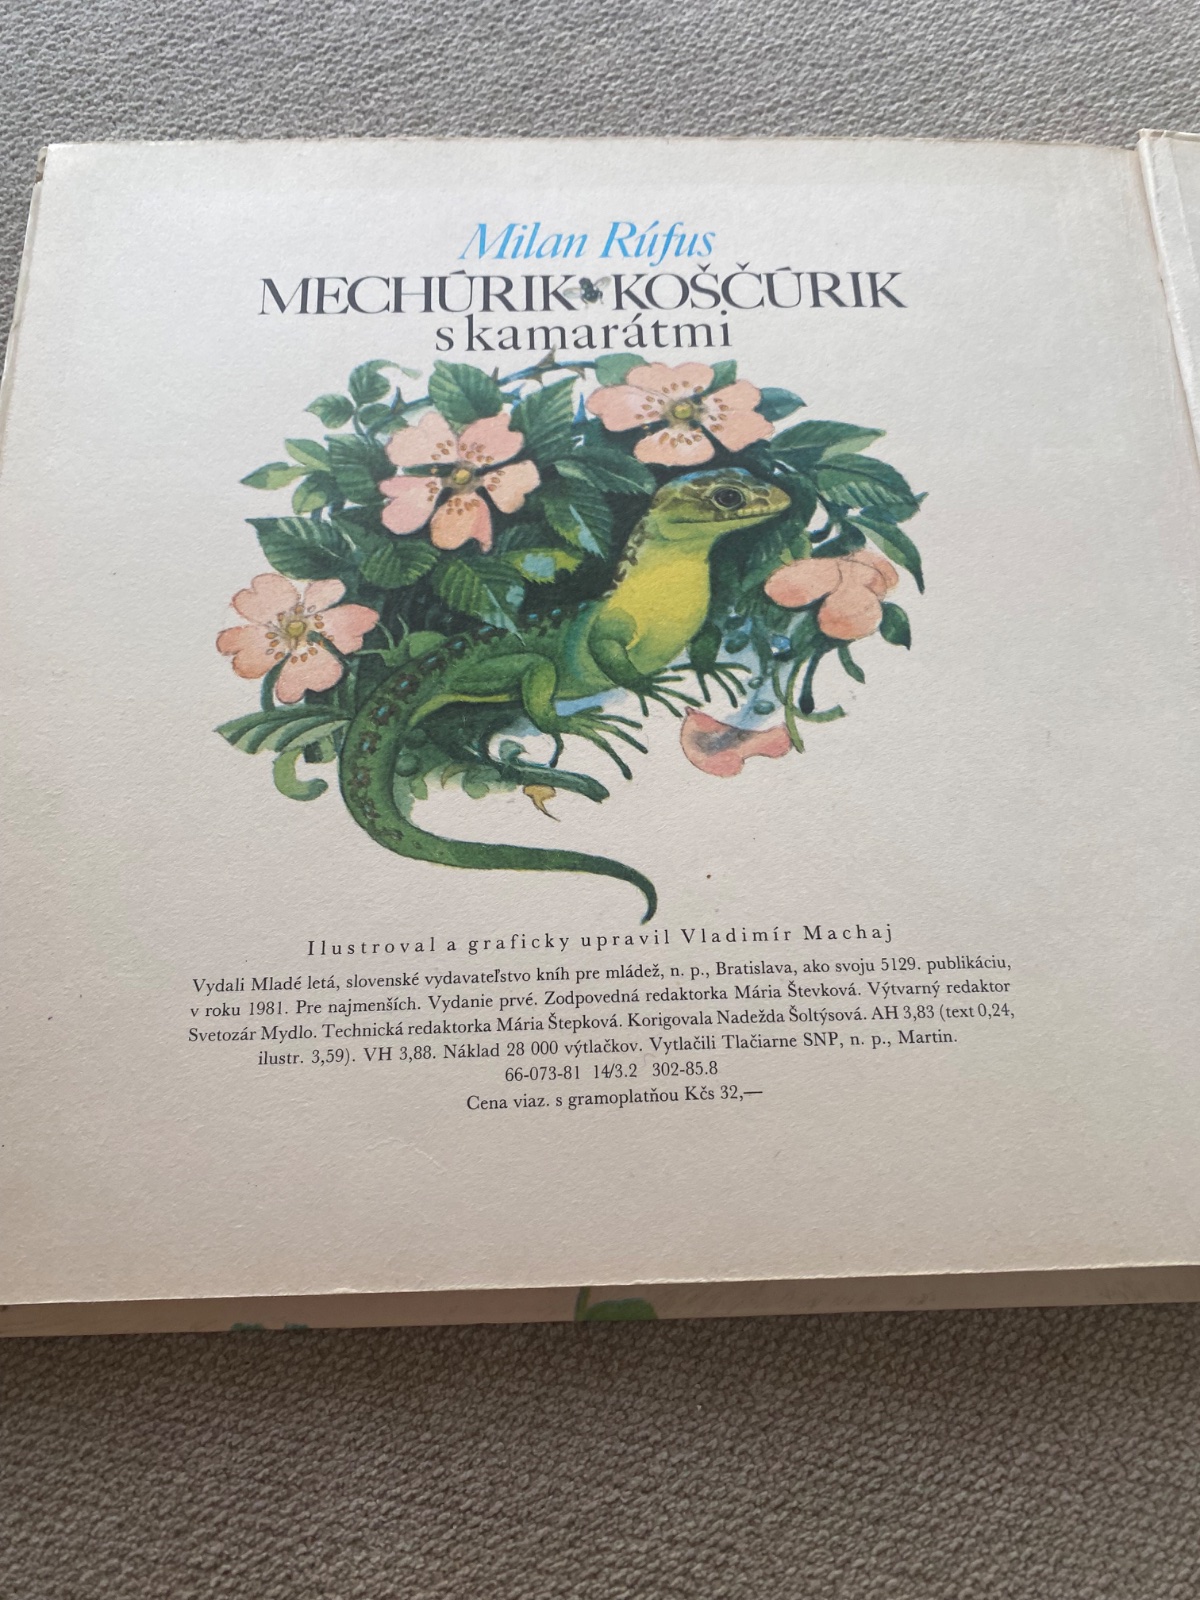 Milan Rúfus
MECHÚRIK KOŠČÚRIK
s kamarátmi
Ilustroval a graficky upravil Vladimír Machaj
Vydali Mladé letá, slovenské vydavateľstvo kníh pre mládež, n. p., Bratislava, ako svoju 5129. publikáciu,
v roku 1981. Pre najmenších. Vydanie prvé. Zodpovedná redaktorka Mária Števková. Výtvarný redaktor
Svetozár Mydlo. Technická redaktorka Mária Štepková. Korigovala Nadežda Šoltýsová. AH 3,83 (text 0,24,
ilustr. 3,59). VH 3,88. Náklad 28 000 výtlačkov. Vytlačili Tlačiarne SNP, n. p., Martin.
66-073-81 14/3.2 302-85.8
Cena viaz. s gramoplatňou Kčs 32,—